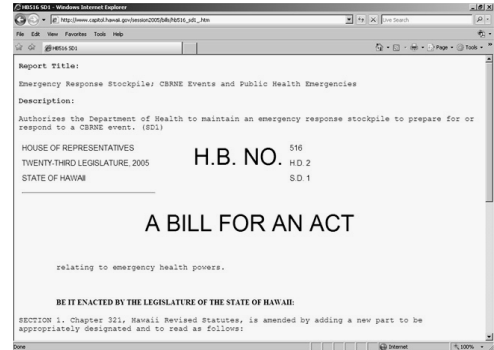 HB516 SD1 - Windows Internet Explorer
http://www.capitol.hawaii.gov/session2005/bills/hb516_sd1_.htm
Live Search
File Edit View Favorites Tools Help
HB516 SD1
Page Tools
Report Title:
Emergency Response Stockpile; CBRNE Events and Public Health Emergencies
Description:
Authorizes the Department of Health to maintain an emergency response stockpile to prepare for or
respond to a CBRNE event. (SD1)
HOUSE OF REPRESENTATIVES
TWENTY-THIRD LEGISLATURE, 2005
STATE OF HAWAII
H.B. NO.
516
H.D. 2
S.D. 1
A BILL FOR AN ACT
relating to emergency health powers.
BE IT ENACTED BY THE LEGISLATURE OF THE STATE OF HAWAII:
SECTION 1. Chapter 321, Hawaii Revised Statutes, is amended by adding a new part to be
appropriately designated and to read as follows:
Done
Internet
100%